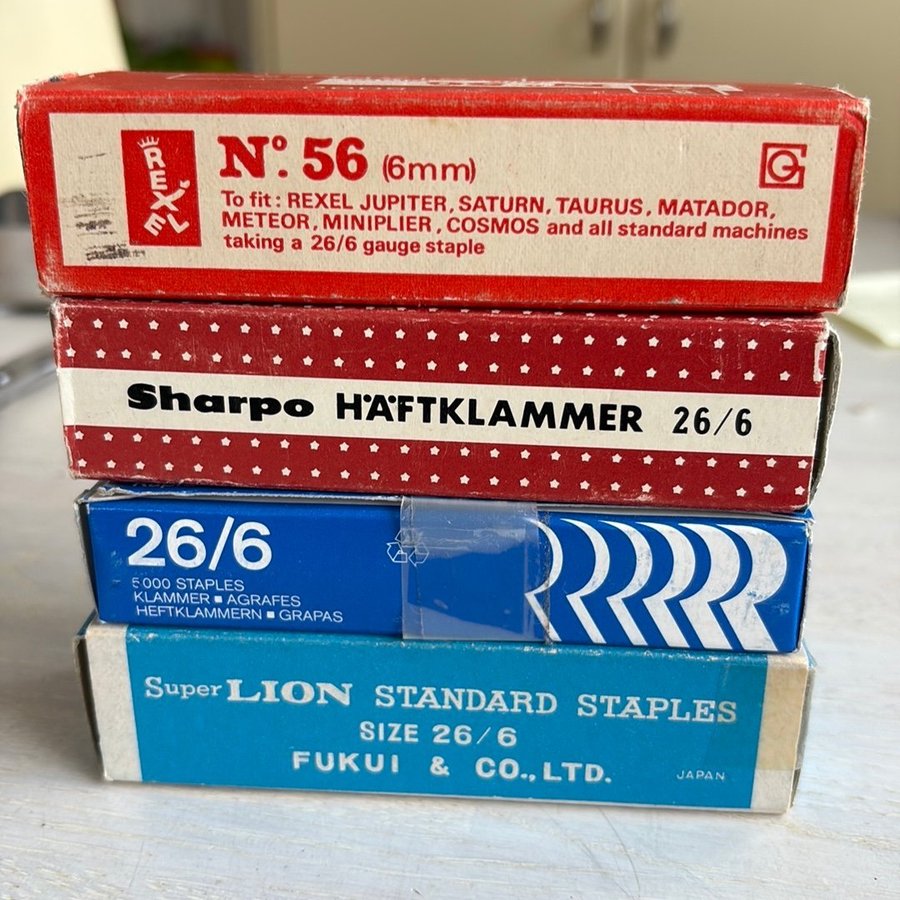 REXEL
Nº. 56 (6mm)
To fit : REXEL JUPITER, SATURN, TAURUS, MATADOR,
METEOR, MINIPLIER, COSMOS and all standard machines
taking a 26/6 gauge staple
Sharpo HÄFTKLAMMER 26/6
26/6
5000 STAPLES
KLAMMER ■ AGRAFES
HEFTKLAMMERN ■ GRAPAS
Super LION STANDARD STAPLES
SIZE 26/6
FUKUI & CO., LTD.
JAPAN